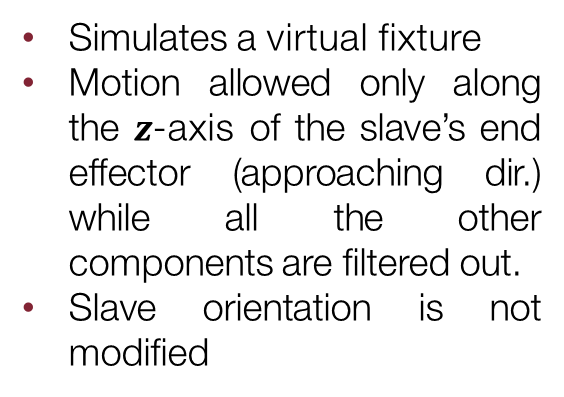 • Simulates a virtual fixture
• Motion allowed only along
the z-axis of the slave’s end
effector (approaching dir.)
while all the other
components are filtered out.
• Slave orientation is not
modified